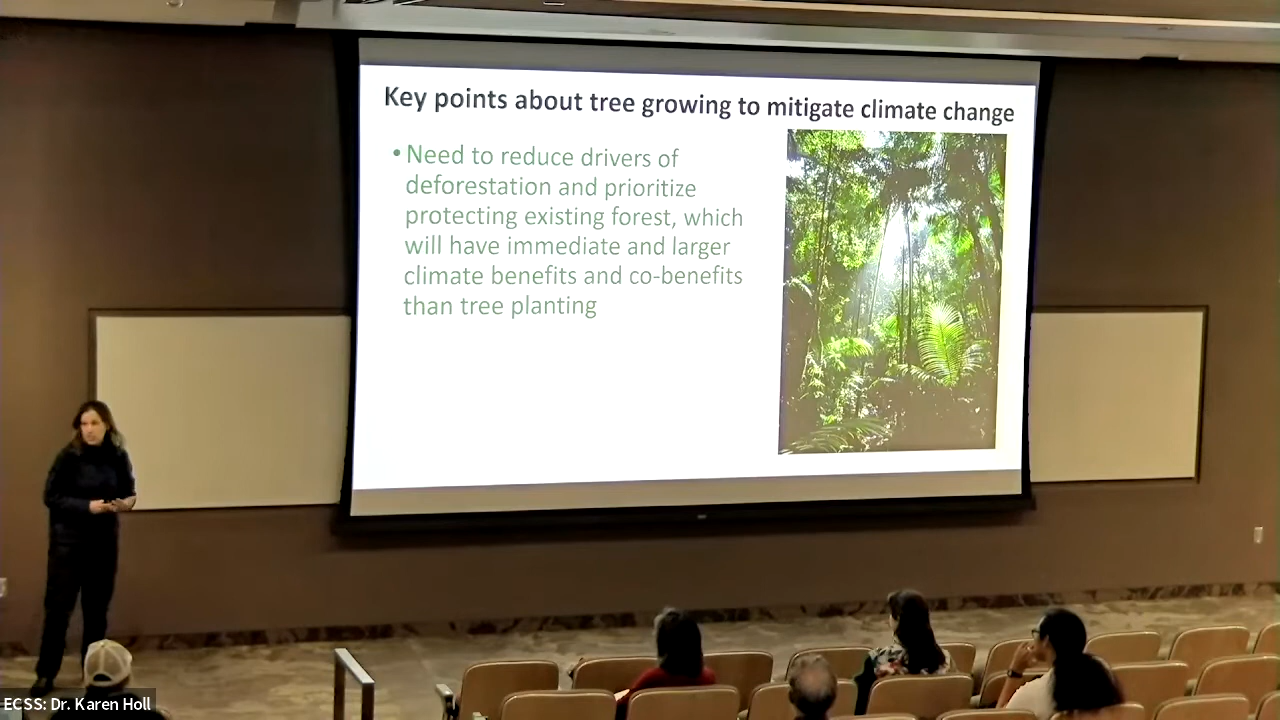 Key points about tree growing to mitigate climate change
• Need to reduce drivers of
deforestation and prioritize
protecting existing forest, which
will have immediate and larger
climate benefits and co-benefits
than tree planting
ECSS: Dr. Karen Holl